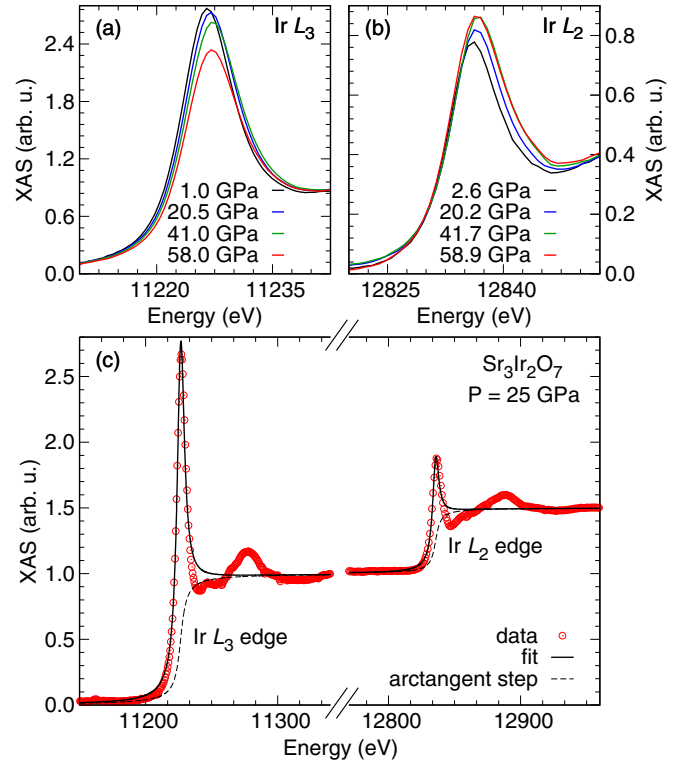 (a)
Ir L3
XAS (arb. u.)
2.4
1.8
1.2
0.6
0.0
1.0 GPa
20.5 GPa
41.0 GPa
58.0 GPa
11220
11235
Energy (eV)
(b)
Ir L2
0.8
0.6
0.4
0.2
0.0
XAS (arb. u.)
2.6 GPa
20.2 GPa
41.7 GPa
58.9 GPa
12825
12840
Energy (eV)
(c)
Sr3Ir2O7
P = 25 GPa
XAS (arb. u.)
2.5
2.0
1.5
1.0
0.5
0.0
Ir L2 edge
Ir L3 edge
data
fit
arctangent step
11200
11300
12800
12900
Energy (eV)